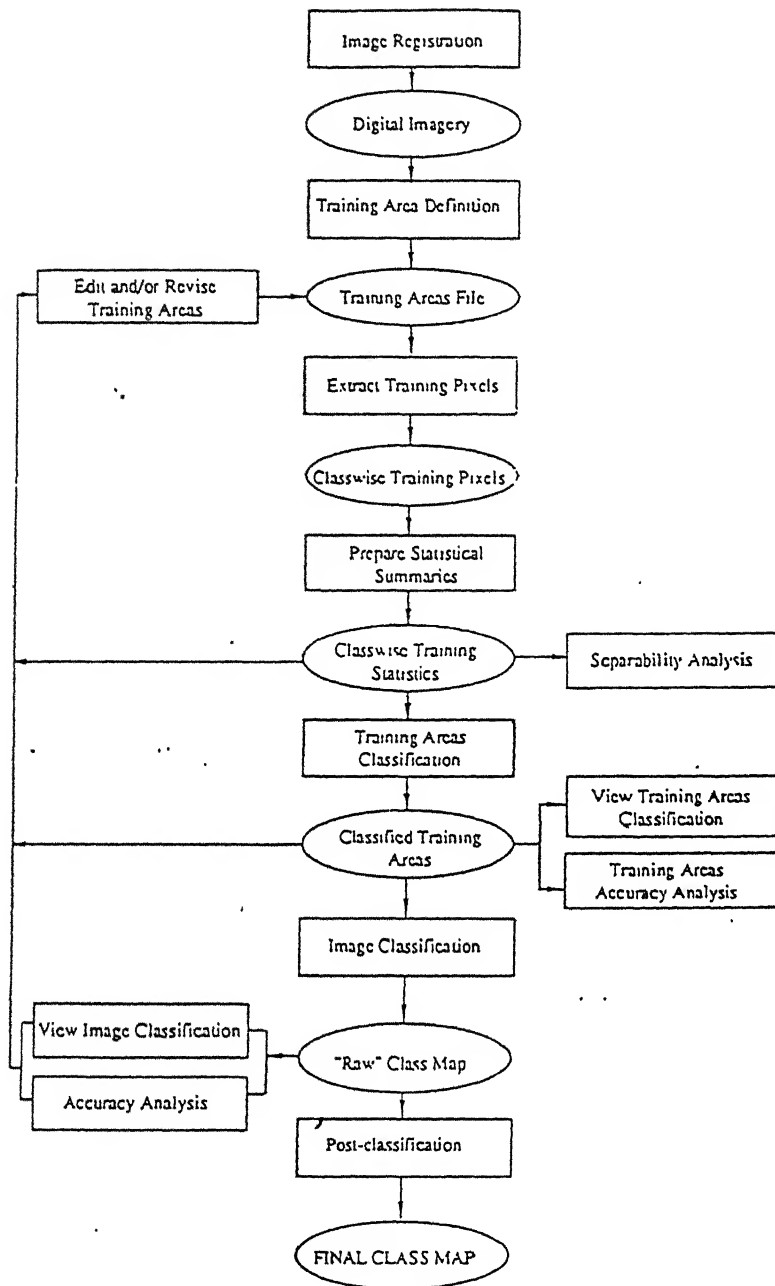 Image Registration
Digital Imagery
Training Area Definition
Edit and/or Revise
Training Areas
Training Areas File
Extract Training Pixels
Classwise Training Pixels
Prepare Statistical
Summaries
Classwise Training
Statistics
Separability Analysis
Training Areas
Classification
View Training Areas
Classification
Classified Training
Areas
Training Areas
Accuracy Analysis
Image Classification
View Image Classification
"Raw" Class Map
Accuracy Analysis
Post-classification
FINAL CLASS MAP